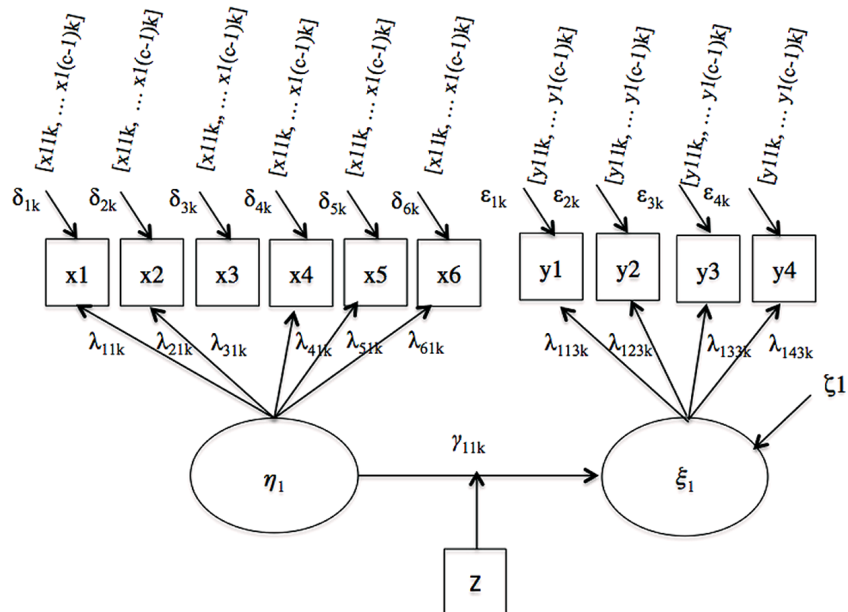 [x11k, ... x1(c-1)k]
[x11k, ... x1(c-1)k]
[x11k,, ... x1(c-1)k]
[x11k, ... x1(c-1)k]
[x11k, ... x1(c-1)k]
[x11k, ... x1(c-1)k]
[y11k, ... y1(c-1)k]
[y11k, ... y1(c-1)k]
[y11k,, ... y1(c-1)k]
[y11k, ... y1(c-1)k]
δ1k δ2k δ3k δ4k δ5k δ6k ε1k ε2k ε3k ε4k
x1 x2 x3 x4 x5 x6 y1 y2 y3 y4
λ11k λ21k λ31k λ41k λ51k λ61k λ113k λ123k λ133k λ143k
ζ1
γ11k
η1 ξ1
Z